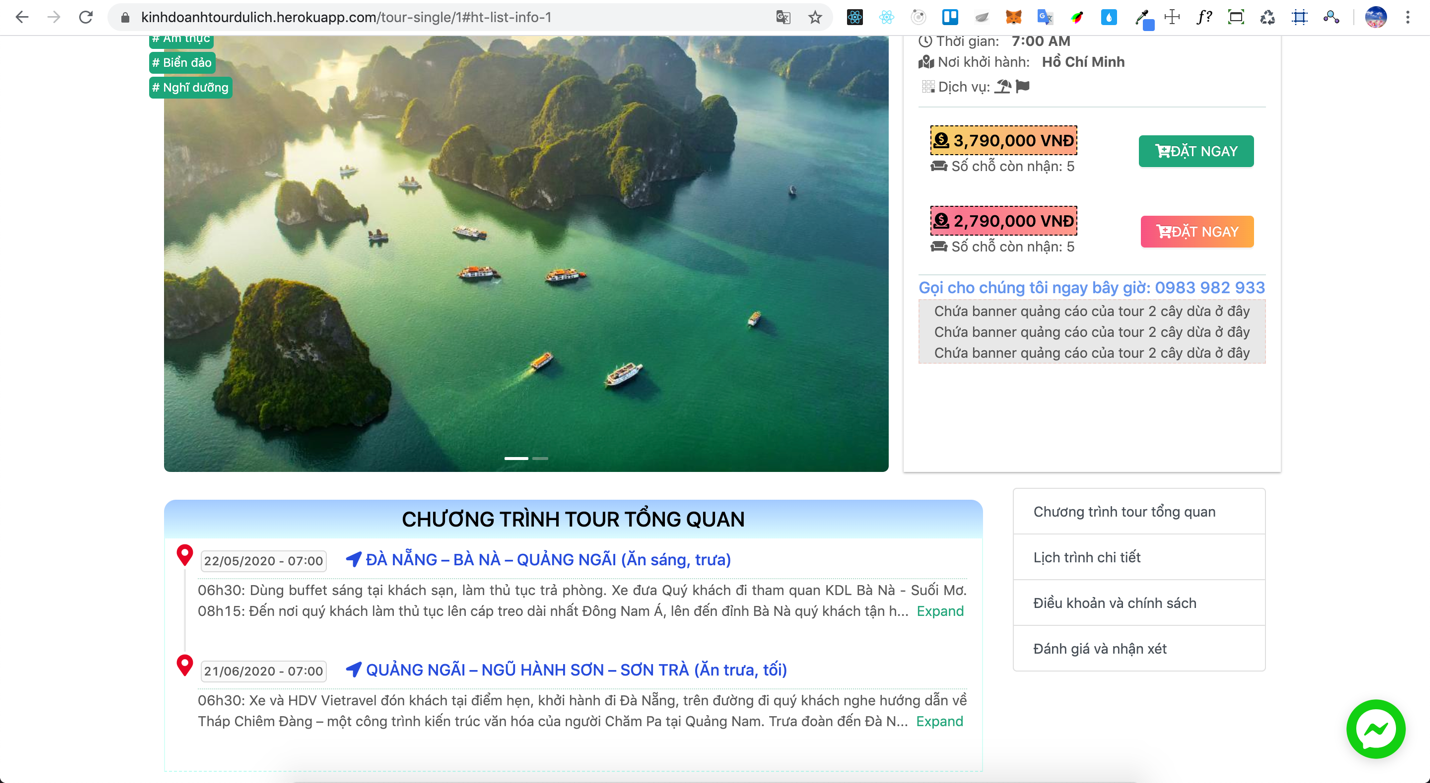 kinhdoanhtourdulich.herokuapp.com/tour-single/1#ht-list-info-1
# Ẩm thực
# Biển đảo
# Nghĩ dưỡng
Thời gian: 7:00 AM
Nơi khởi hành: Hồ Chí Minh
Dịch vụ:
3,790,000 VNĐ
ĐẶT NGAY
Số chỗ còn nhận: 5
2,790,000 VNĐ
ĐẶT NGAY
Số chỗ còn nhận: 5
Gọi cho chúng tôi ngay bây giờ: 0983 982 933
Chứa banner quảng cáo của tour 2 cây dừa ở đây
Chứa banner quảng cáo của tour 2 cây dừa ở đây
Chứa banner quảng cáo của tour 2 cây dừa ở đây
CHƯƠNG TRÌNH TOUR TỔNG QUAN
22/05/2020 - 07:00 ĐÀ NẴNG – BÀ NÀ – QUẢNG NGÃI (Ăn sáng, trưa)
06h30: Dùng buffet sáng tại khách sạn, làm thủ tục trả phòng. Xe đưa Quý khách đi tham quan KDL Bà Nà - Suối Mơ.
08h15: Đến nơi quý khách làm thủ tục lên cáp treo dài nhất Đông Nam Á, lên đến đỉnh Bà Nà quý khách tận h... Expand
21/06/2020 - 07:00 QUẢNG NGÃI – NGŨ HÀNH SƠN – SƠN TRÀ (Ăn trưa, tối)
06h30: Xe và HDV Vietravel đón khách tại điểm hẹn, khởi hành đi Đà Nẵng, trên đường đi quý khách nghe hướng dẫn về
Tháp Chiêm Đàng – một công trình kiến trúc văn hóa của người Chăm Pa tại Quảng Nam. Trưa đoàn đến Đà N... Expand
Chương trình tour tổng quan
Lịch trình chi tiết
Điều khoản và chính sách
Đánh giá và nhận xét